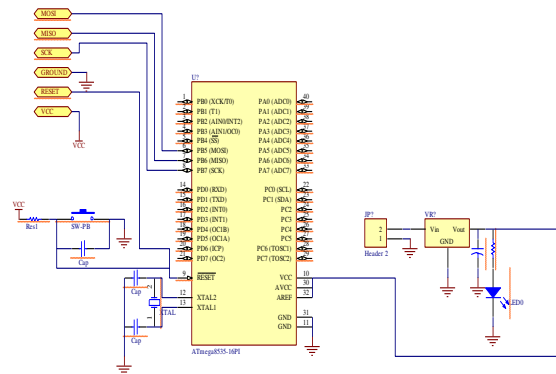 MOSI
MISO
SCK
GROUND
RESET
VCC
VCC
U?
1 PB0 (XCK/T0) PA0 (ADC0) 40
PB1 (T1) PA1 (ADC1)
PB2 (AIN0/INT2) PA2 (ADC2)
PB3 (AIN1/OC0) PA3 (ADC3)
PB4 (SS) PA4 (ADC4)
PB5 (MOSI) PA5 (ADC5)
PB6 (MISO) PA6 (ADC6)
8 PB7 (SCK) PA7 (ADC7)
14 PD0 (RXD) PC0 (SCL) 22
PD1 (TXD) PC1 (SDA)
PD2 (INT0) PC2
PD3 (INT1) PC3
PD4 (OC1B) PC4
PD5 (OC1A) PC5
PD6 (ICP) PC6 (TOSC1)
PD7 (OC2) PC7 (TOSC2)
9 RESET VCC 10
AVCC 30
12 XTAL2 AREF 32
13 XTAL1
GND 31
GND 11
ATmega8535-16PI
VCC
Res1
SW-PB
Cap
Cap
2
1
XTAL
Cap
JP?
2
1
Header 2
VR?
Vin Vout
GND
LED0